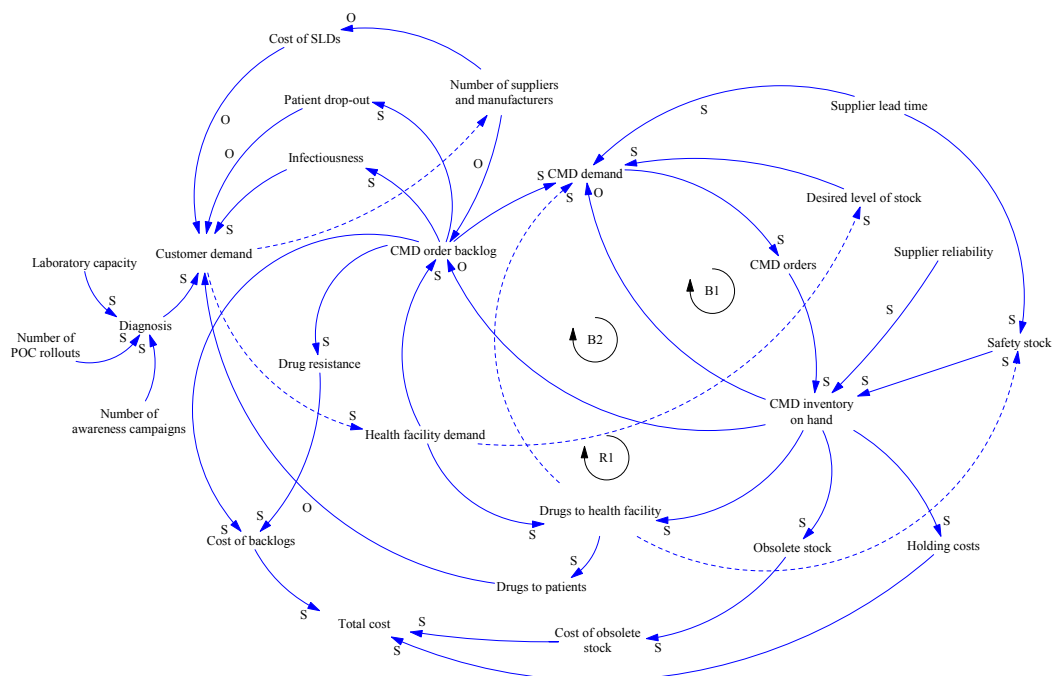 O
S
Cost of SLDs
Number of suppliers
and manufacturers
Patient drop-out
S
S
Supplier lead time
S
O
O
Infectiousness
S
O
S
S
CMD demand
S
S
O
Desired level of stock
S
S
Customer demand
CMD order backlog
S
O
S
CMD orders
Supplier reliability
Laboratory capacity
S
S
Diagnosis
S
S
B1
S
S
Number of
POC rollouts
B2
S
Drug resistance
Safety stock
S
S
S
S
Number of
awareness campaigns
CMD inventory
on hand
S
Health facility demand
R1
O
Drugs to health facility
S
S
S
S
Cost of backlogs
S
Obsolete stock
S
Holding costs
S
Drugs to patients
S
Total cost
S
S
Cost of obsolete
stock
S